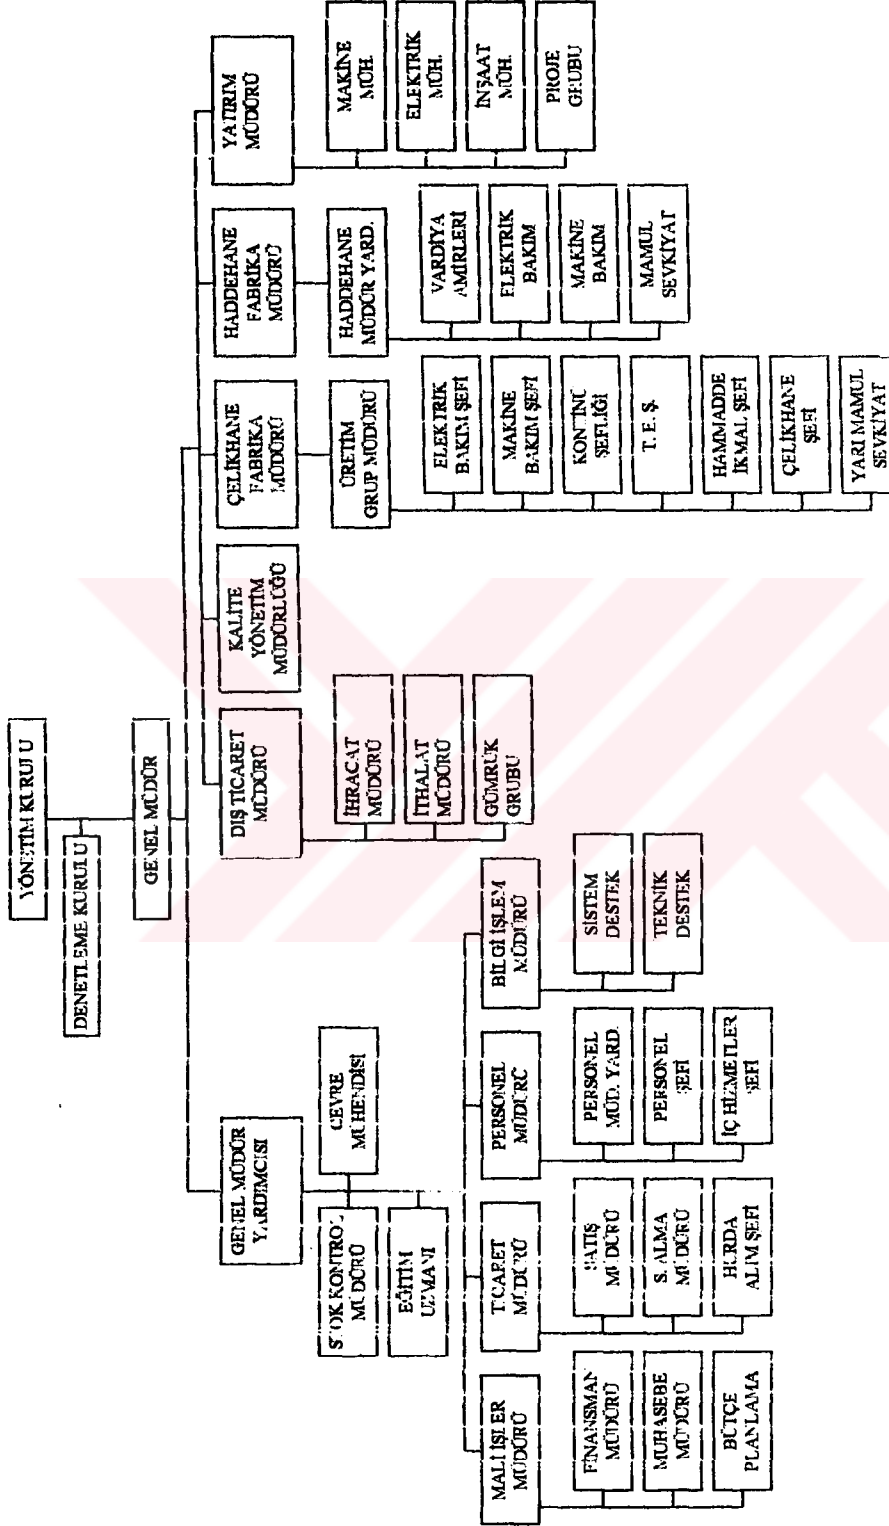 YÖNETİM KURULU
DENETLEME KURULU
GENEL MÜDÜR
GENEL MÜDÜR
YARDIMCISI
STOK KONTROL
MÜDÜRÜ
ÇEVRE
MÜHENDİSİ
EĞİTİM
UZMANI
MALİ İŞLER
MÜDÜRÜ
FİNANSMAN
MÜDÜRÜ
MUHASEBE
MÜDÜRÜ
BÜTÇE
PLANLAMA
TİCARET
MÜDÜRÜ
SATIŞ
MÜDÜRÜ
S. ALMA
MÜDÜRÜ
HURDA
ALIM ŞEFİ
PERSONEL
MÜDÜRÜ
PERSONEL
MÜD. YARD.
PERSONEL
ŞEFİ
İÇ HİZMETLER
ŞEFİ
BİLGİ İŞLEM
MÜDÜRÜ
SİSTEM
DESTEK
TEKNİK
DESTEK
DIŞ TİCARET
MÜDÜRÜ
İHRACAT
MÜDÜRÜ
İTHALAT
MÜDÜRÜ
GÜMRÜK
GRUBU
KALİTE
YÖNETİM
MÜDÜRLÜĞÜ
ÇELİKHANE
FABRİKA
MÜDÜRÜ
ÜRETİM
GRUP MÜDÜRÜ
ELEKTRİK
BAKIM ŞEFİ
MAKİNE
BAKIM ŞEFİ
KONTİNÜ
ŞEFLİĞİ
T. E. Ş.
HAMMADDE
İKMAL ŞEFİ
ÇELİKHANE
ŞEFİ
YARI MAMUL
SEVKİYAT
HADDEHANE
FABRİKA
MÜDÜRÜ
HADDEHANE
MÜDÜR YARD.
VARDİYA
AMİRLERİ
ELEKTRİK
BAKIM
MAKİNE
BAKIM
MAMUL
SEVKİYAT
YATIRIM
MÜDÜRÜ
MAKİNE
MÜH.
ELEKTRİK
MÜH.
İNŞAAT
MÜH.
PROJE
GRUBU